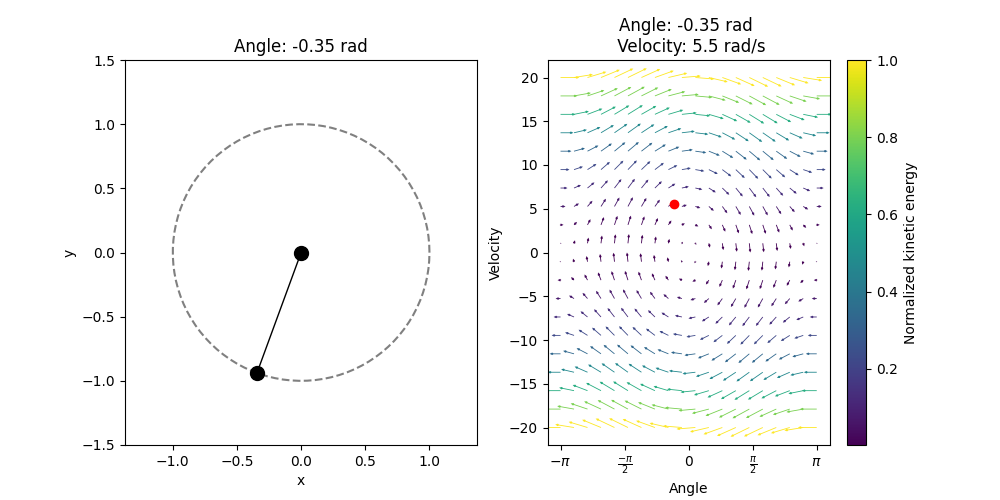 Angle: -0.35 rad
1.5
1.0
0.5
0.0
−0.5
−1.0
−1.5
y
−1.0
−0.5
0.0
0.5
1.0
x
Angle: -0.35 rad
Velocity: 5.5 rad/s
20
15
10
5
0
−5
−10
−15
−20
Velocity
−π
−π/2
0
π/2
π
Angle
1.0
0.8
0.6
0.4
0.2
Normalized kinetic energy